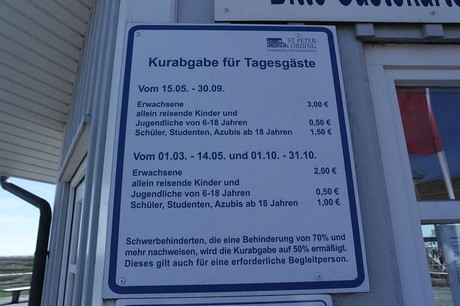 Bitte Gästekarte
ST. PETER-
ORDING
Kurabgabe für Tagesgäste
Vom 15.05. - 30.09.
Erwachsene 3,00 €
allein reisende Kinder und
Jugendliche von 6-18 Jahren 0,50 €
Schüler, Studenten, Azubis ab 18 Jahren 1,50 €
Vom 01.03. - 14.05. und 01.10. - 31.10.
Erwachsene 2,00 €
allein reisende Kinder und
Jugendliche von 6-18 Jahren 0,50 €
Schüler, Studenten, Azubis ab 18 Jahren 1,00 €
Schwerbehinderten, die eine Behinderung von 70% und
mehr nachweisen, wird die Kurabgabe auf 50% ermäßigt.
Dieses gilt auch für eine erforderliche Begleitperson.